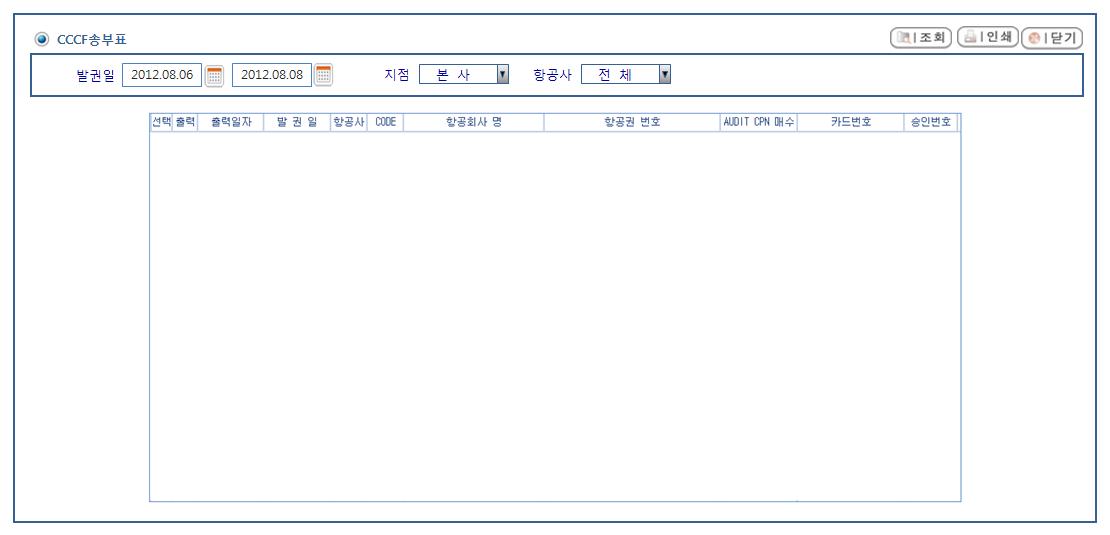 CCCF송부표 조회 인쇄 닫기
발권일 2012.08.06 2012.08.08 지점 본 사 항공사 전 체
선택 출력 출력일자 발 권 일 항공사 CODE 항공회사 명 항공권 번호 AUDIT CPN 매수 카드번호 승인번호